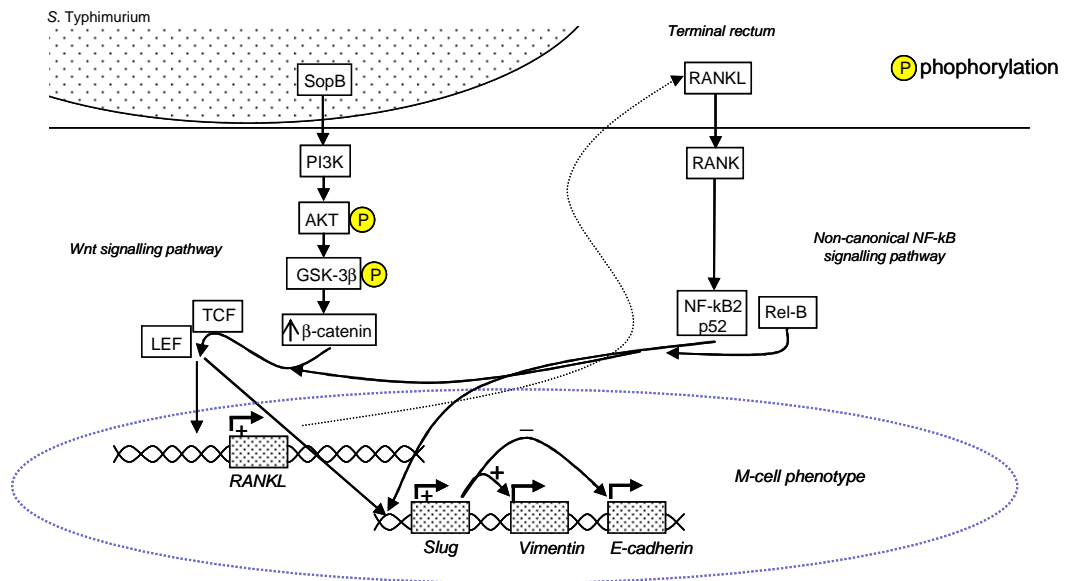 S. Typhimurium
Terminal rectum
SopB
RANKL
P phophorylation
PI3K
RANK
AKT P
Wnt signalling pathway
Non-canonical NF-kB
signalling pathway
GSK-3β P
TCF
LEF
↑ β-catenin
NF-kB2
p52
Rel-B
+
RANKL
–
+
+
M-cell phenotype
Slug
Vimentin
E-cadherin